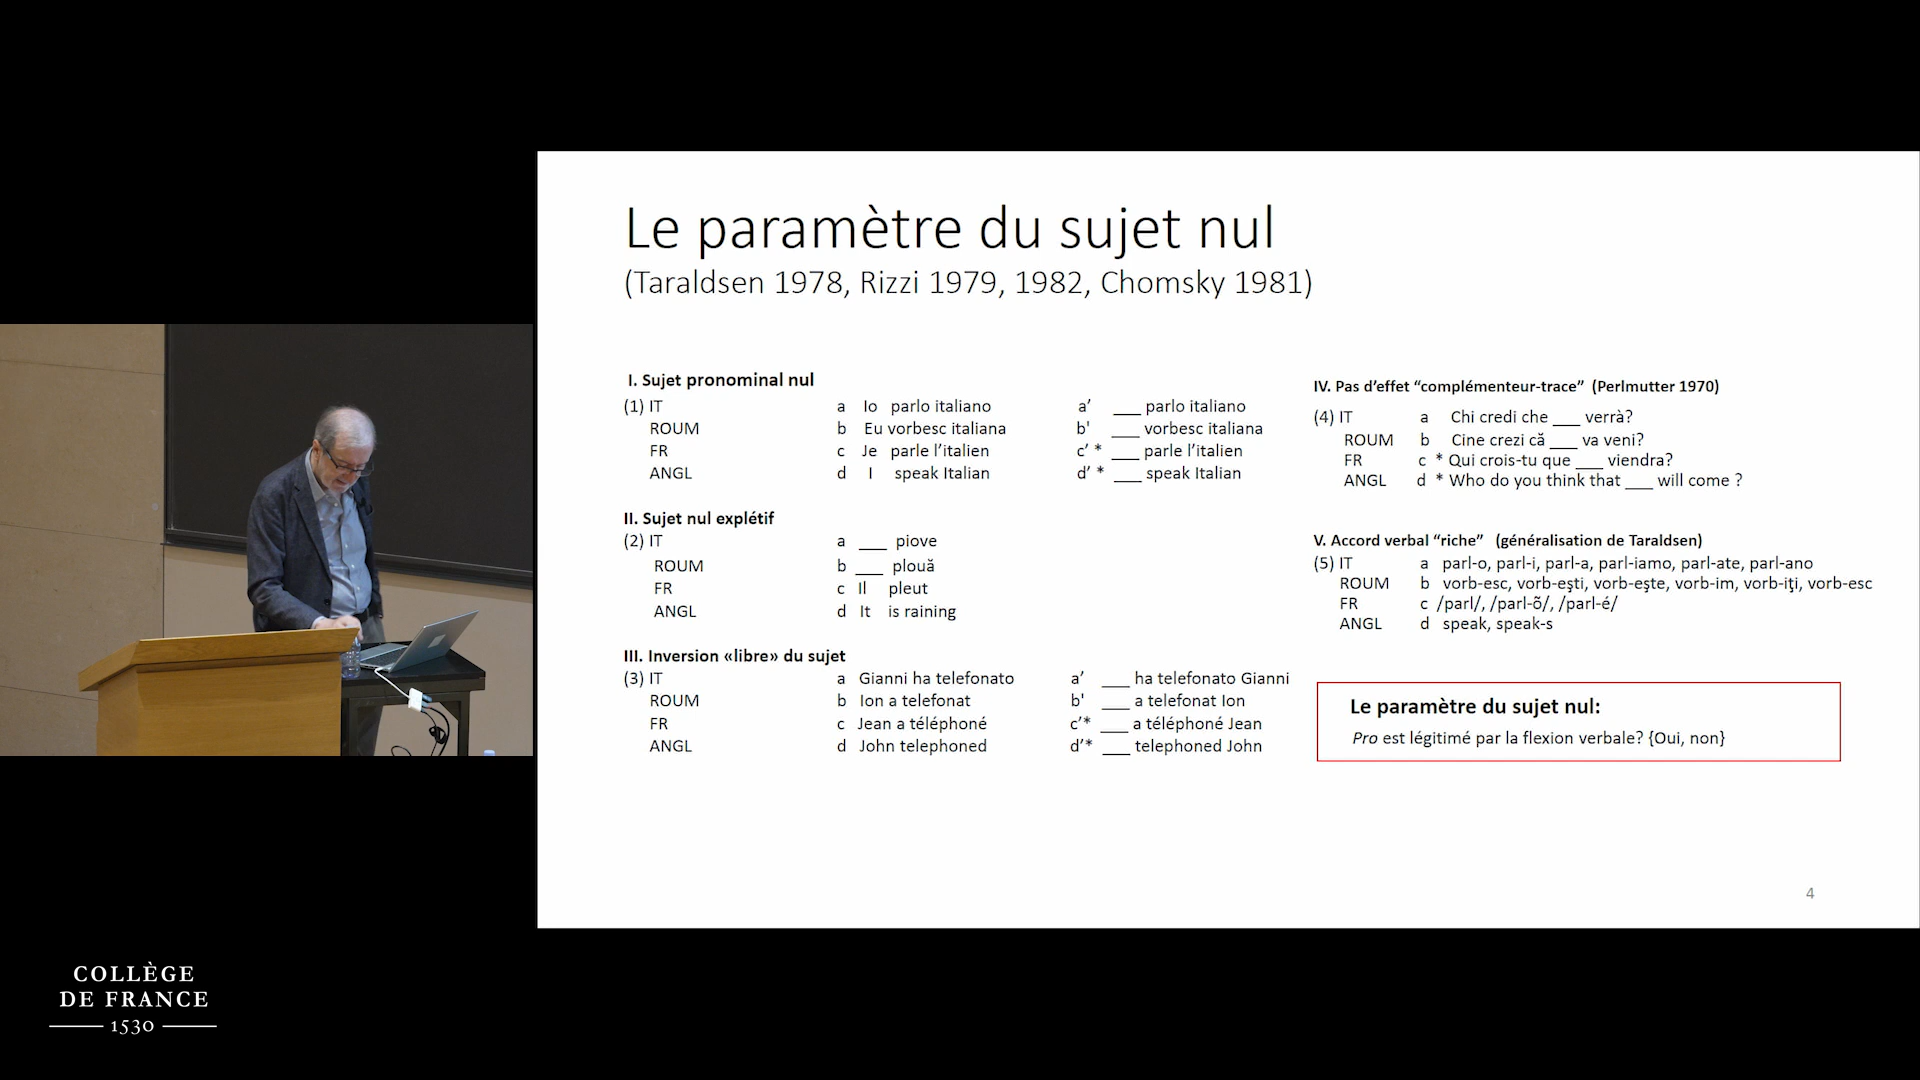 Le paramètre du sujet nul
(Taraldsen 1978, Rizzi 1979, 1982, Chomsky 1981)
I. Sujet pronominal nul
(1) IT a Io parlo italiano a’ ___ parlo italiano
ROUM b Eu vorbesc italiana b' ___ vorbesc italiana
FR c Je parle l’italien c’ * ___ parle l’italien
ANGL d I speak Italian d’ * ___ speak Italian
II. Sujet nul explétif
(2) IT a ___ piove
ROUM b ___ plouă
FR c Il pleut
ANGL d It is raining
III. Inversion «libre» du sujet
(3) IT a Gianni ha telefonato a’ ___ ha telefonato Gianni
ROUM b Ion a telefonat b' ___ a telefonat Ion
FR c Jean a téléphoné c’* ___ a téléphoné Jean
ANGL d John telephoned d’* ___ telephoned John
IV. Pas d’effet “complémenteur-trace” (Perlmutter 1970)
(4) IT a Chi credi che ___ verrà?
ROUM b Cine crezi că ___ va veni?
FR c * Qui crois-tu que ___ viendra?
ANGL d * Who do you think that ___ will come ?
V. Accord verbal “riche” (généralisation de Taraldsen)
(5) IT a parl-o, parl-i, parl-a, parl-iamo, parl-ate, parl-ano
ROUM b vorb-esc, vorb-eşti, vorb-eşte, vorb-im, vorb-iţi, vorb-esc
FR c /parl/, /parl-õ/, /parl-é/
ANGL d speak, speak-s
Le paramètre du sujet nul:
Pro est légitimé par la flexion verbale? {Oui, non}
4
COLLÈGE
DE FRANCE
1530